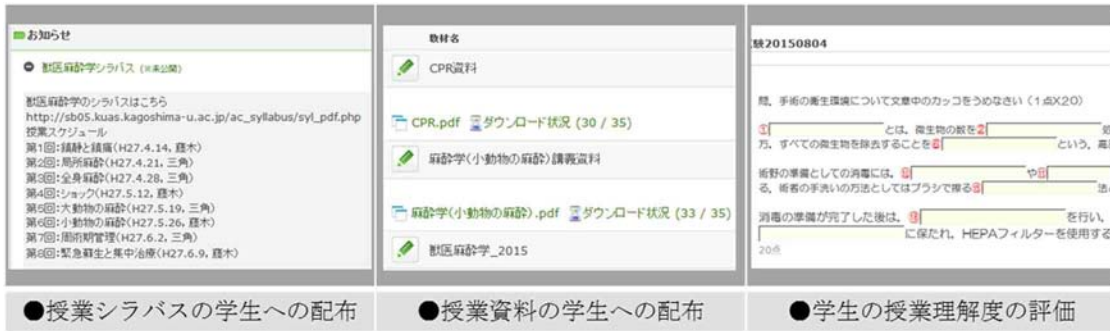 お知らせ
獣医麻酔学シラバス (※未公開)
獣医麻酔学のシラバスはこちら
http://sb05.kuas.kagoshima-u.ac.jp/ac_syllabus/syl_pdf.php
授業スケジュール
第1回:鎮静と鎮痛(H27.4.14, 藤木)
第2回:局所麻酔(H27.4.21, 三角)
第3回:全身麻酔(H27.4.28, 三角)
第4回:ショック(H27.5.12, 藤木)
第5回:大動物の麻酔(H27.5.19, 三角)
第6回:小動物の麻酔(H27.5.26, 藤木)
第7回:周術期管理(H27.6.2, 三角)
第8回:緊急蘇生と集中治療(H27.6.9, 藤木)
●授業シラバスの学生への配布
教材名
CPR資料
CPR.pdf ダウンロード状況 (30 / 35)
麻酔学(小動物の麻酔)講義資料
麻酔学(小動物の麻酔).pdf ダウンロード状況 (33 / 35)
獣医麻酔学_2015
●授業資料の学生への配布
験20150804
問. 手術の衛生環境について文章中のカッコをうめなさい(1点X20)
① とは、微生物の数を②
方、すべての微生物を除去することを③ という。
術野の準備としての消毒には、 や
る。術者の手洗いの方法としてはブラシで擦る 法
消毒の準備が完了した後は、 を行い、
に保たれ、HEPAフィルターを使用する
20点
●学生の授業理解度の評価